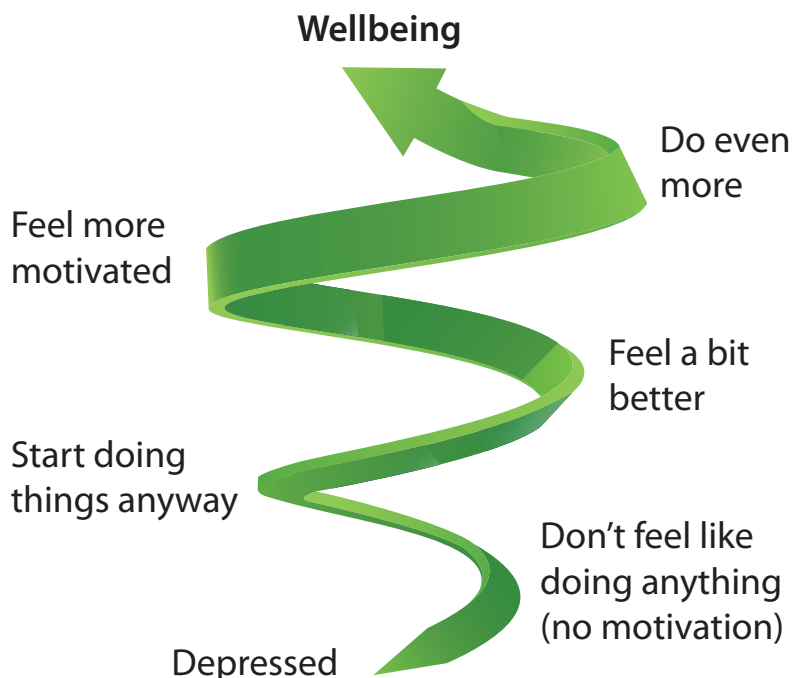 Wellbeing
Do even
more
Feel more
motivated
Feel a bit
better
Start doing
things anyway
Don't feel like
doing anything
(no motivation)
Depressed